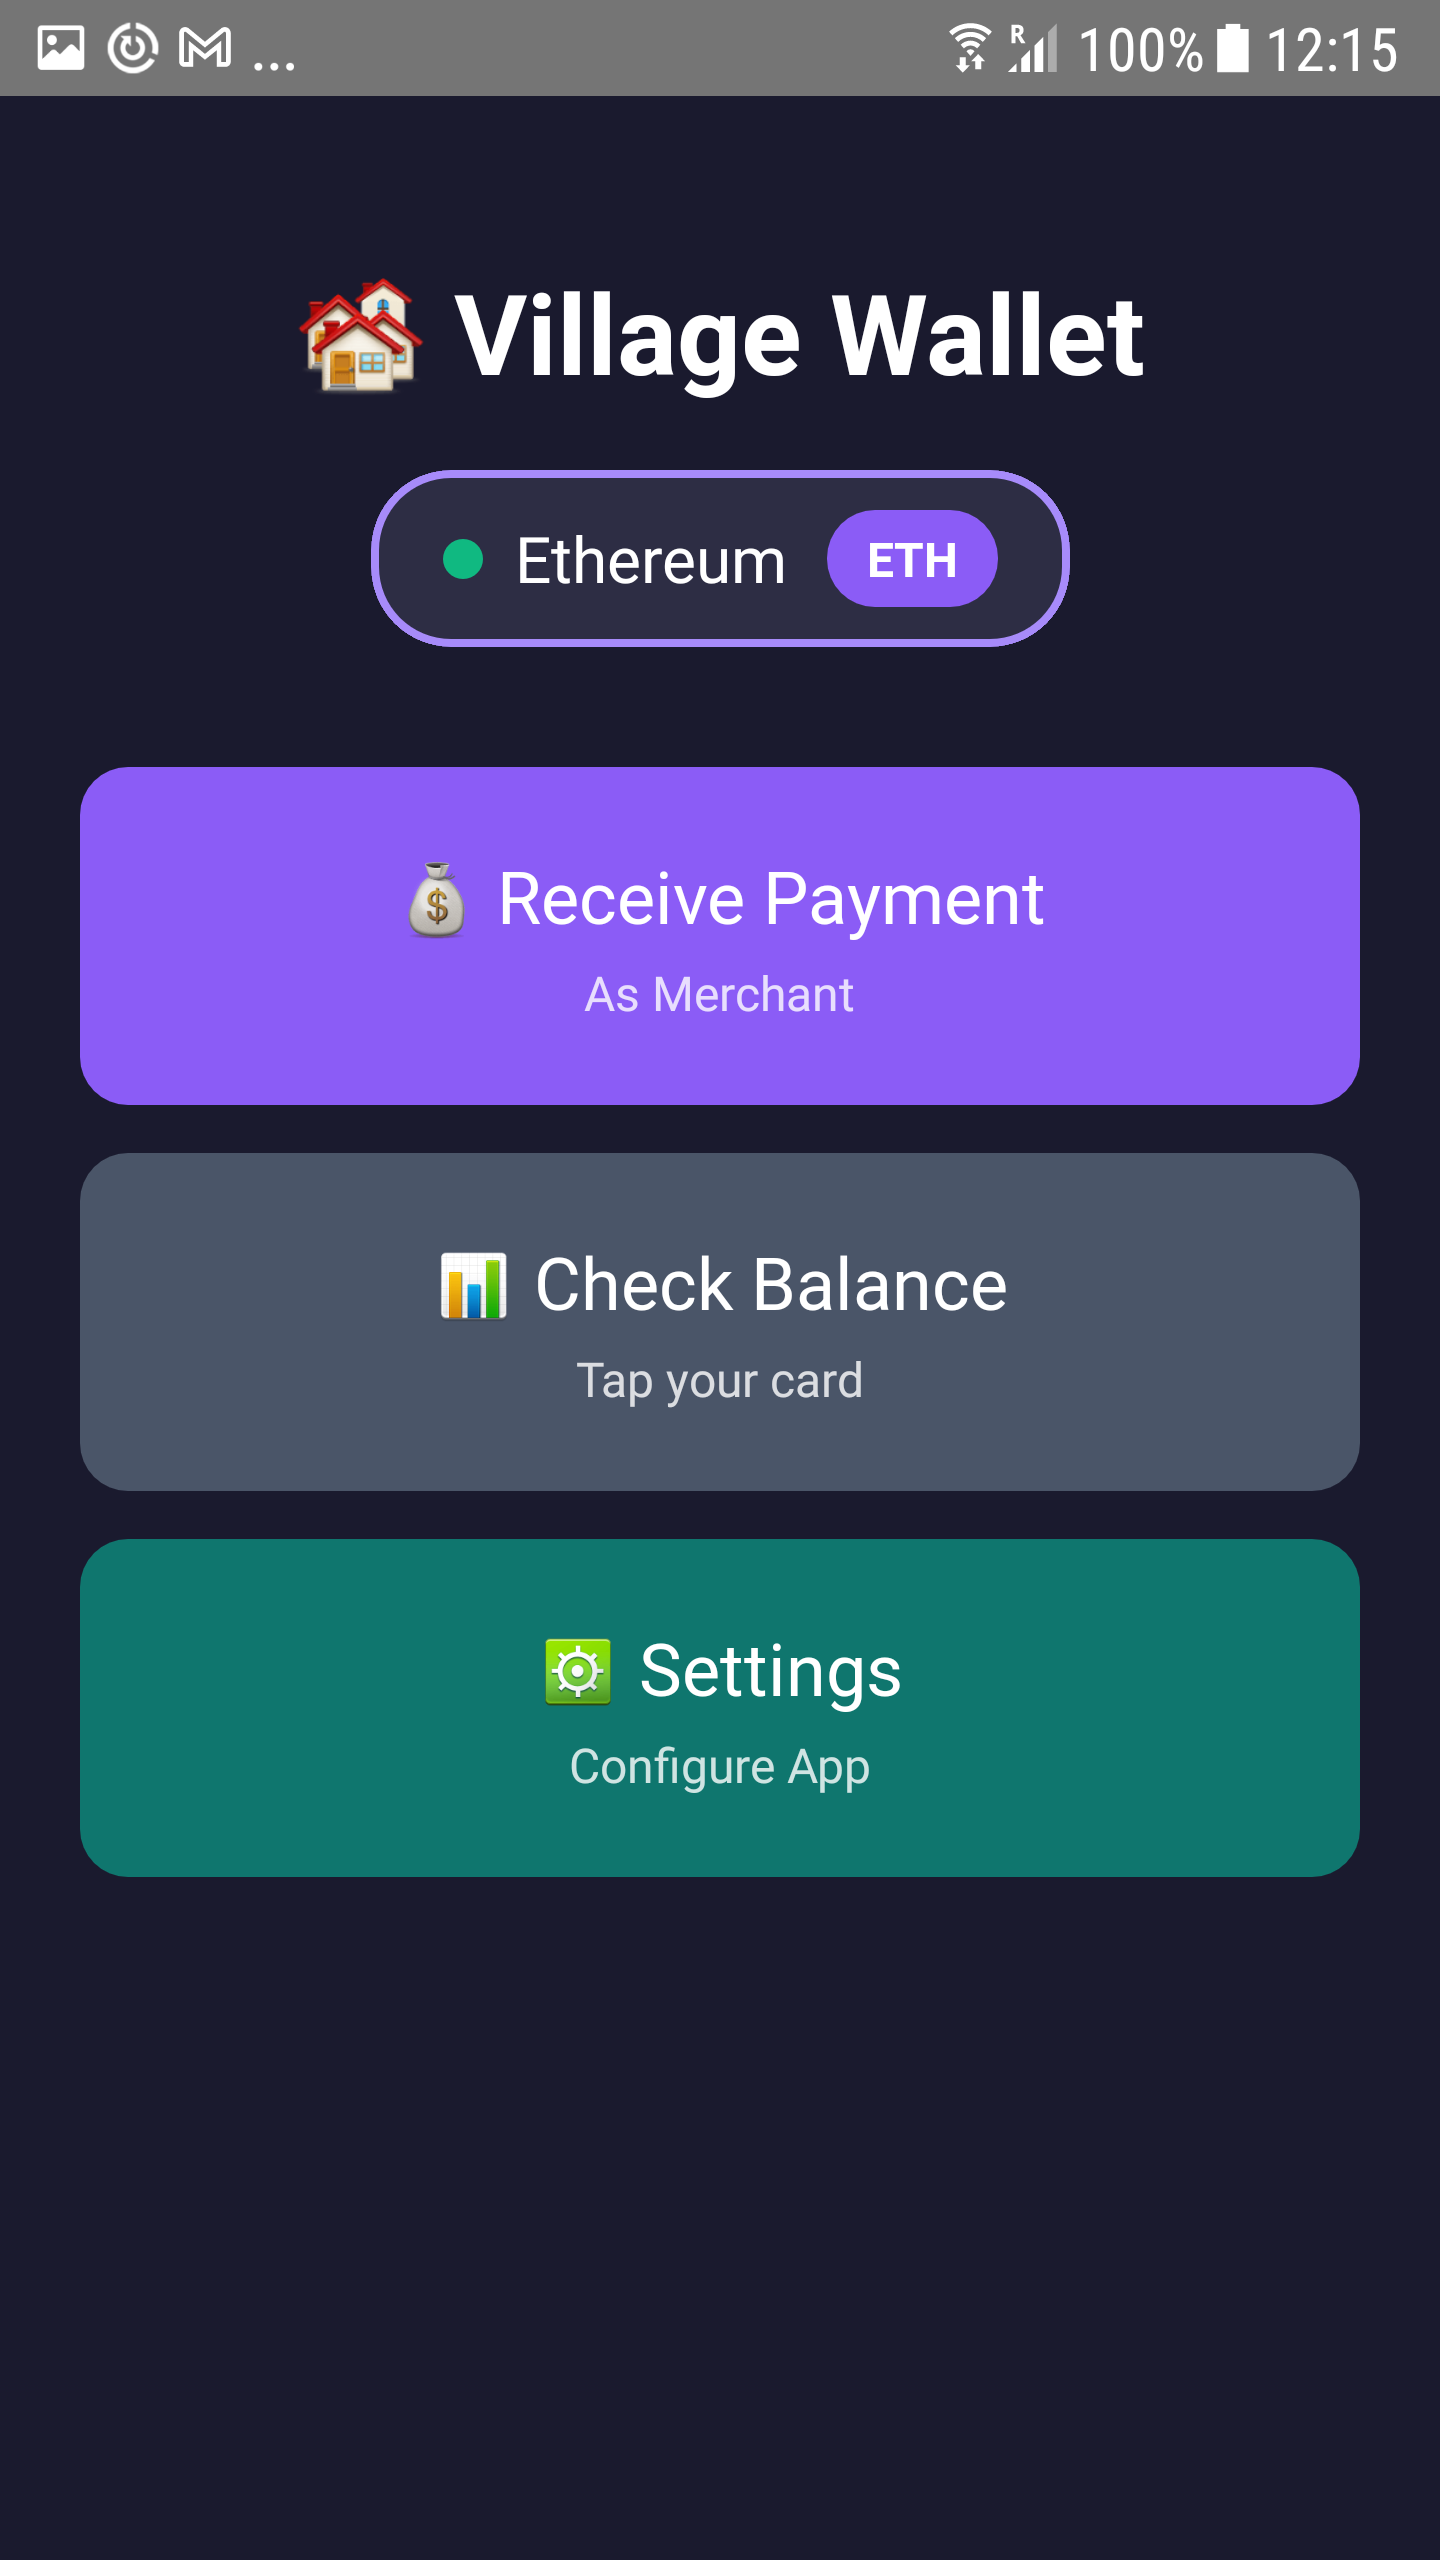 R 100% 12:15
Village Wallet
Ethereum ETH
Receive Payment
As Merchant
Check Balance
Tap your card
Settings
Configure App